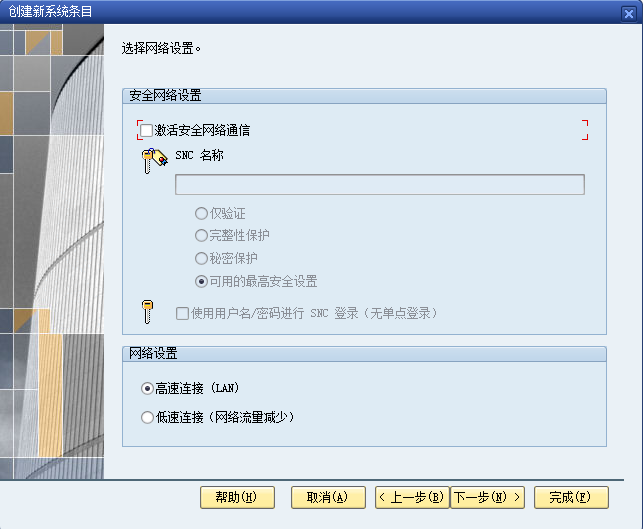 创建新系统条目
选择网络设置。
安全网络设置
激活安全网络通信
SNC 名称
仅验证
完整性保护
秘密保护
可用的最高安全设置
使用用户名/密码进行 SNC 登录（无单点登录）
网络设置
高速连接 (LAN)
低速连接（网络流量减少）
帮助(H) 取消(A) < 上一步(B) 下一步(N) > 完成(F)